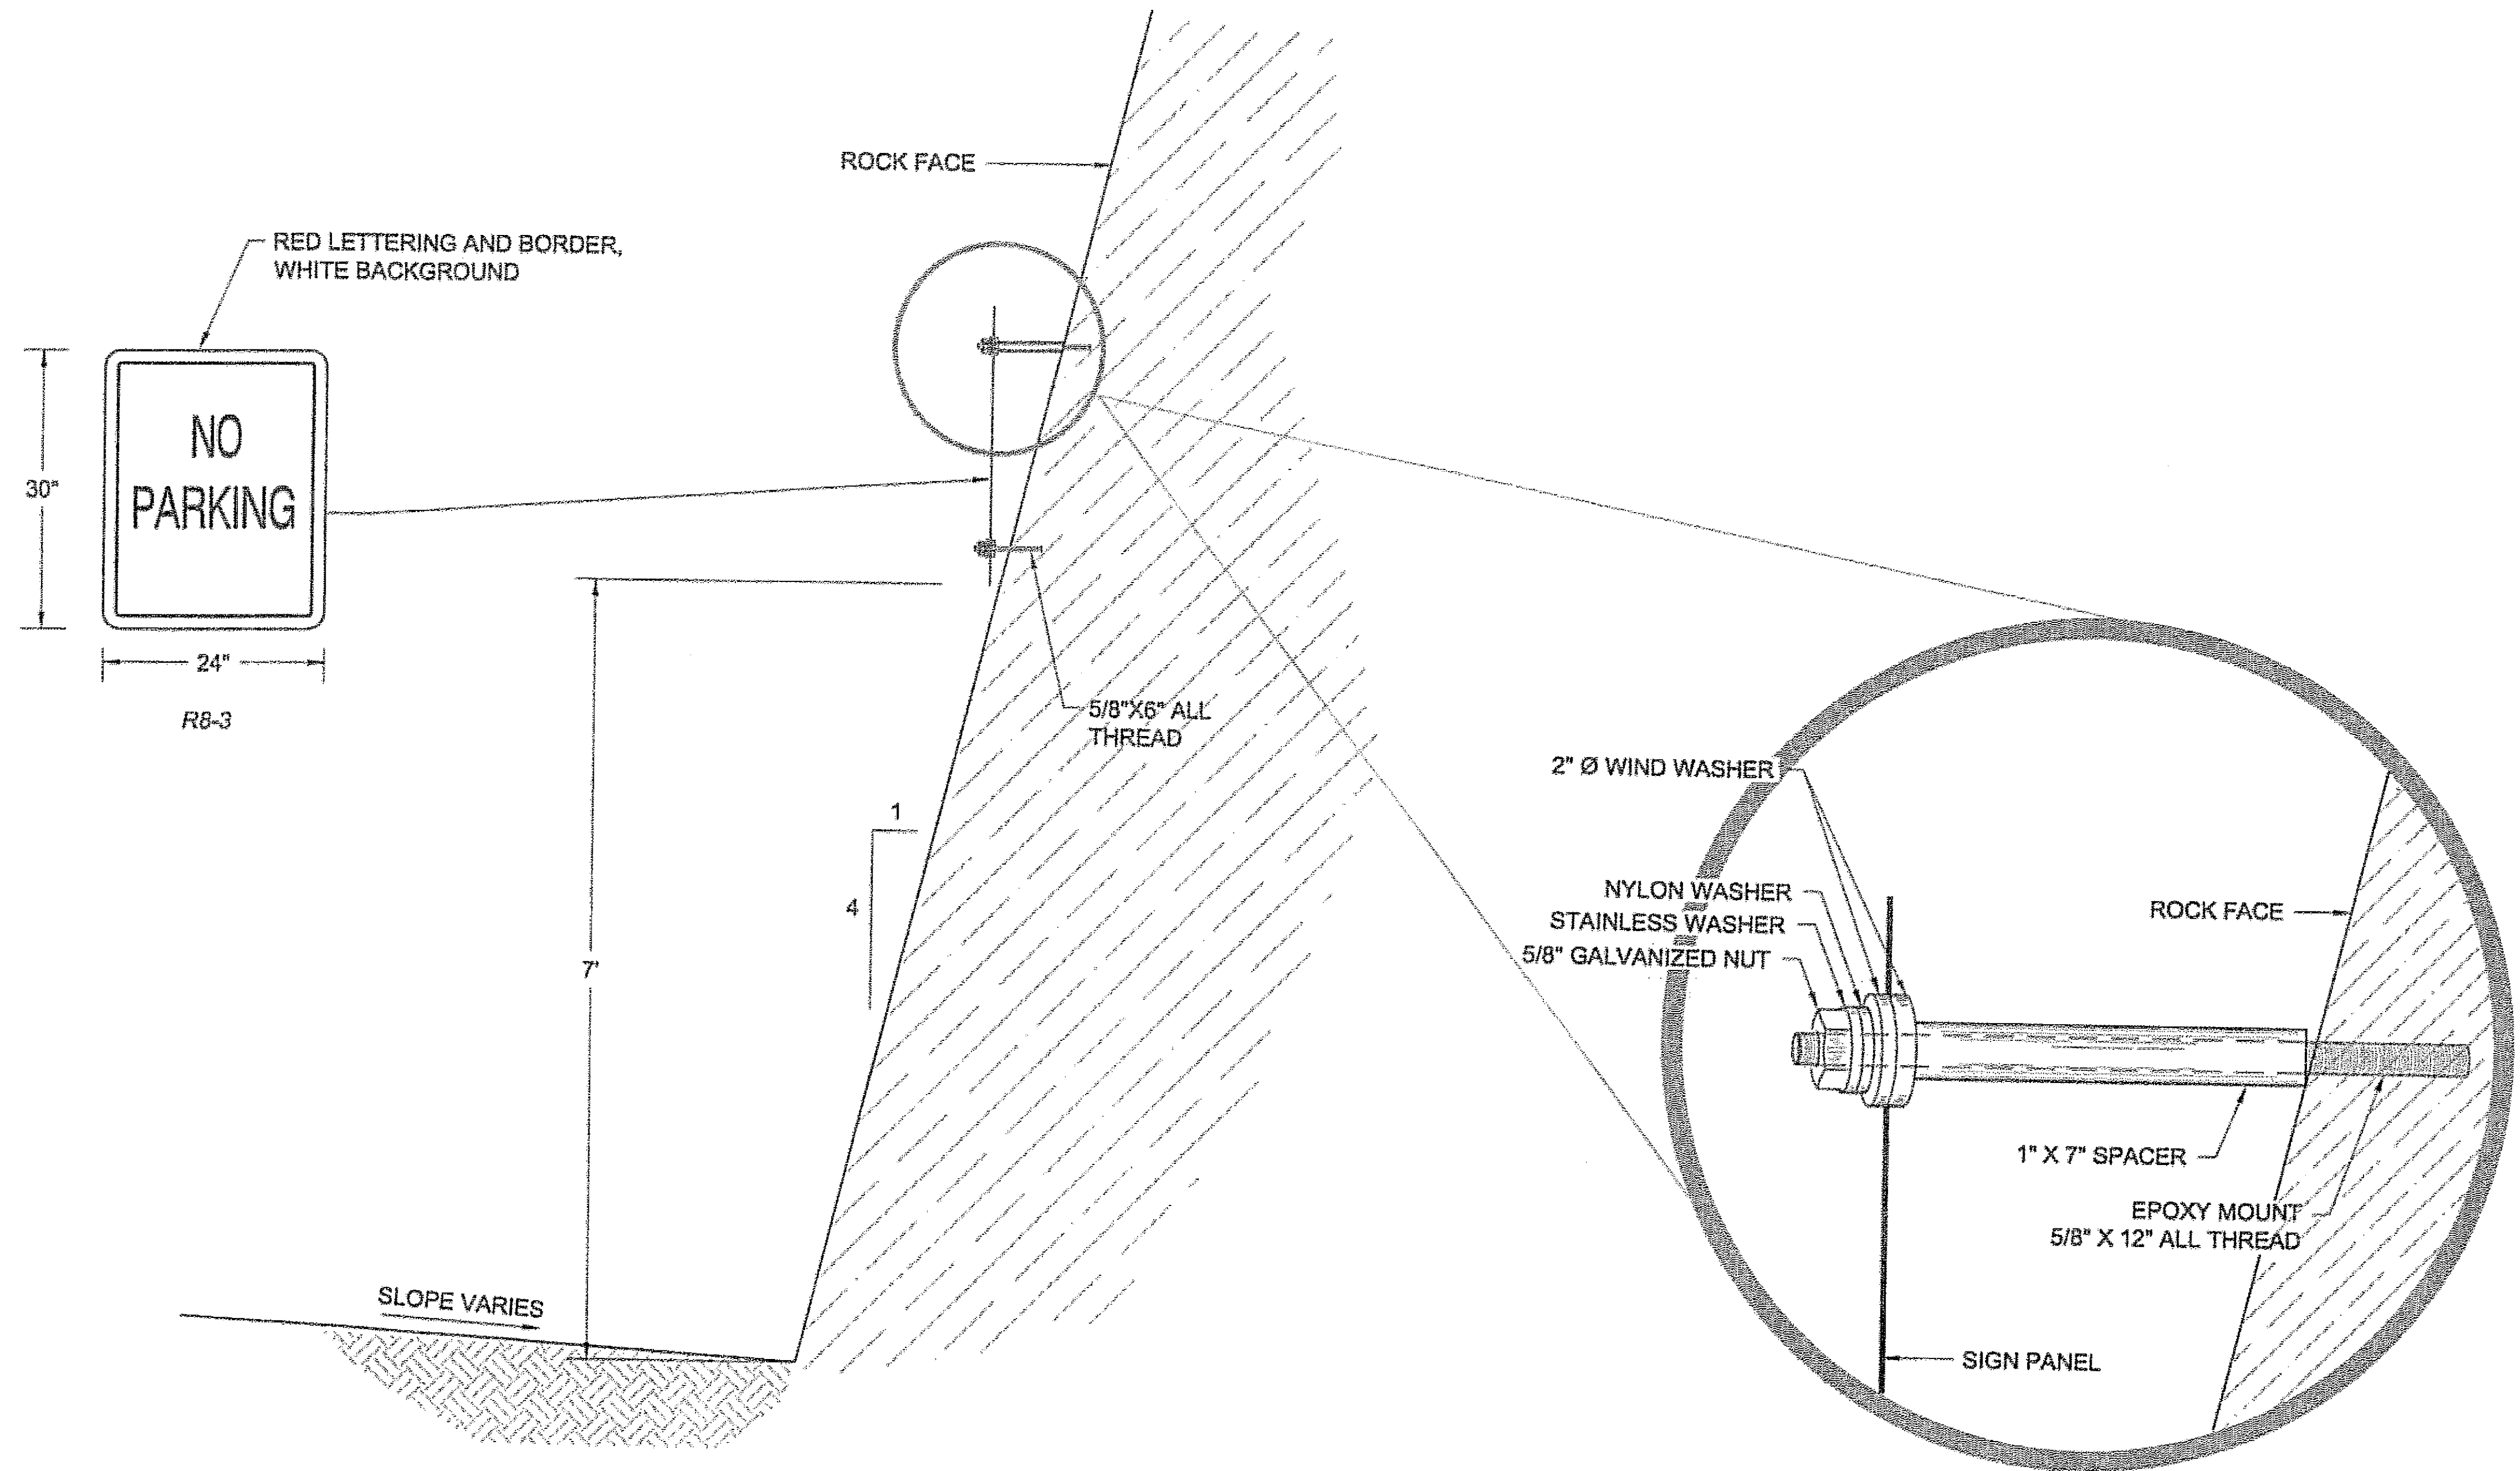 ROCK FACE
RED LETTERING AND BORDER,
WHITE BACKGROUND
NO
PARKING
30"
24"
R8-3
5/8"X6" ALL
THREAD
1
4
7'
SLOPE VARIES
2" Ø WIND WASHER
NYLON WASHER
STAINLESS WASHER
5/8" GALVANIZED NUT
ROCK FACE
1" X 7" SPACER
EPOXY MOUNT
5/8" X 12" ALL THREAD
SIGN PANEL